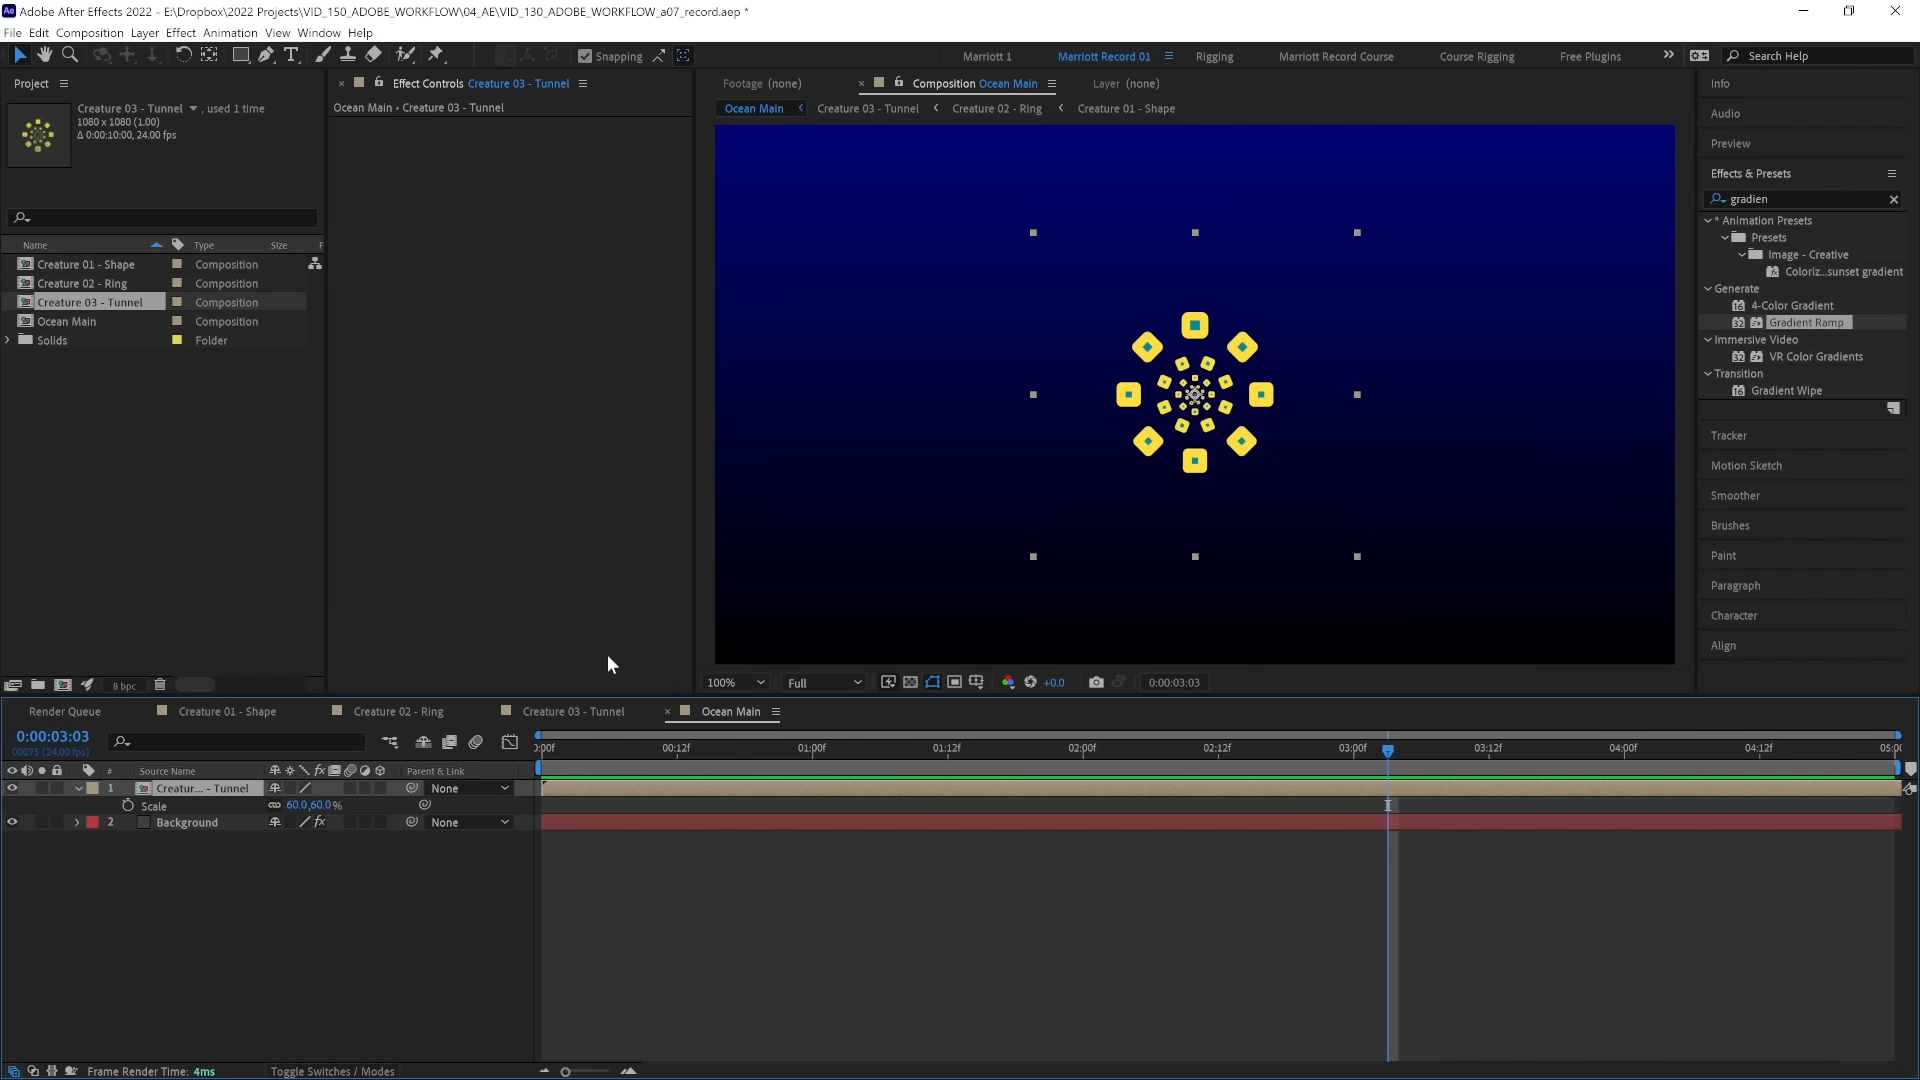 Ae Adobe After Effects 2022 - E:\Dropbox\2022 Projects\VID_150_ADOBE_WORKFLOW\04_AE\VID_130_ADOBE_WORKFLOW_a07_record.aep *
File Edit Composition Layer Effect Animation View Window Help
Snapping Marriott 1 Marriott Record 01 Rigging Marriott Record Course Course Rigging Free Plugins Search Help
Project
Creature 03 - Tunnel , used 1 time
1080 x 1080 (1.00)
Δ 0:00:10:00, 24.00 fps
Name Type Size F
Creature 01 - Shape Composition
Creature 02 - Ring Composition
Creature 03 - Tunnel Composition
Ocean Main Composition
Solids Folder
8 bpc
Effect Controls Creature 03 - Tunnel
Ocean Main • Creature 03 - Tunnel
Footage (none) Composition Ocean Main Layer (none)
Ocean Main Creature 03 - Tunnel Creature 02 - Ring Creature 01 - Shape
100% Full +0.0 0:00:03:03
Info
Audio
Preview
Effects & Presets
gradien
* Animation Presets
Presets
Image - Creative
Coloriz...sunset gradient
Generate
4-Color Gradient
Gradient Ramp
Immersive Video
VR Color Gradients
Transition
Gradient Wipe
Tracker
Motion Sketch
Smoother
Brushes
Paint
Paragraph
Character
Align
Render Queue Creature 01 - Shape Creature 02 - Ring Creature 03 - Tunnel Ocean Main
0:00:03:03
00075 (24.00 fps)
):00f 00:12f 01:00f 01:12f 02:00f 02:12f 03:00f 03:12f 04:00f 04:12f 05:0(
# Source Name Parent & Link
1 Creatur... - Tunnel None
Scale 60.0,60.0%
2 Background None
Frame Render Time: 4ms Toggle Switches / Modes